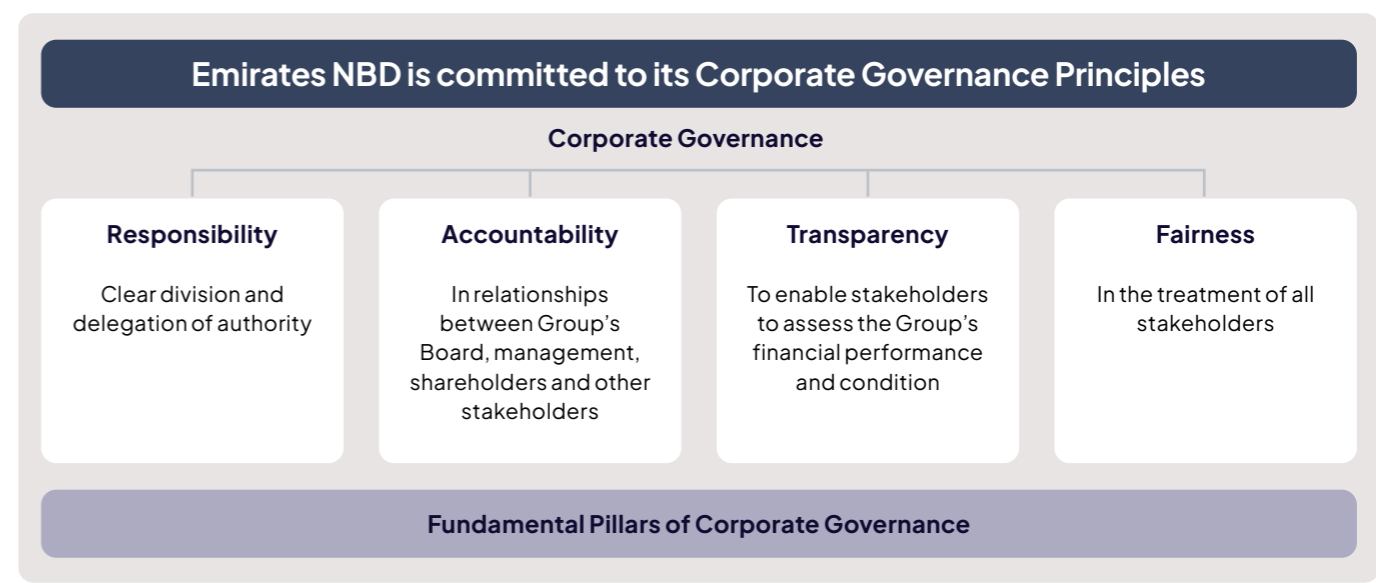 Emirates NBD is committed to its Corporate Governance Principles
Corporate Governance
Responsibility
Clear division and
delegation of authority
Accountability
In relationships
between Group’s
Board, management,
shareholders and other
stakeholders
Transparency
To enable stakeholders
to assess the Group’s
financial performance
and condition
Fairness
In the treatment of all
stakeholders
Fundamental Pillars of Corporate Governance